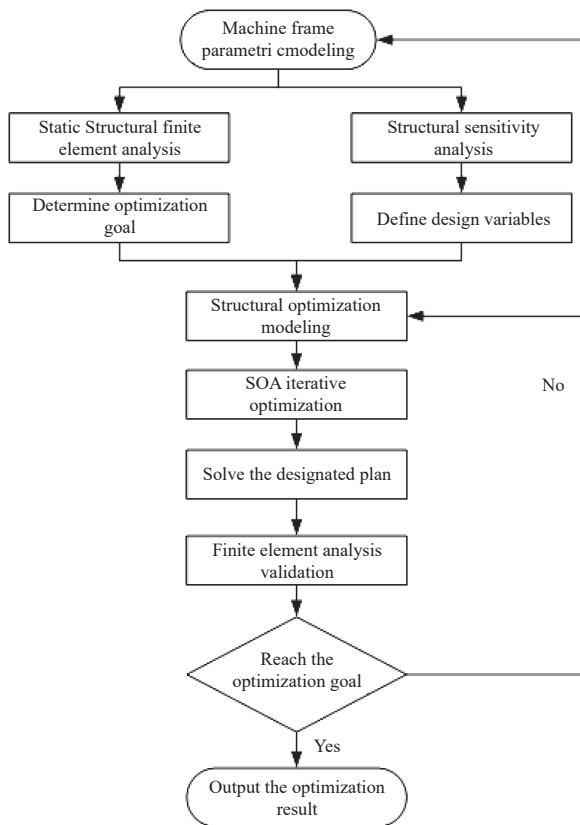 Machine frame
parametri cmodeling
Static Structural finite
element analysis
Structural sensitivity
analysis
Determine optimization
goal
Define design variables
Structural optimization
modeling
No
SOA iterative
optimization
Solve the designated plan
Finite element analysis
validation
Reach the
optimization goal
Yes
Output the optimization
result